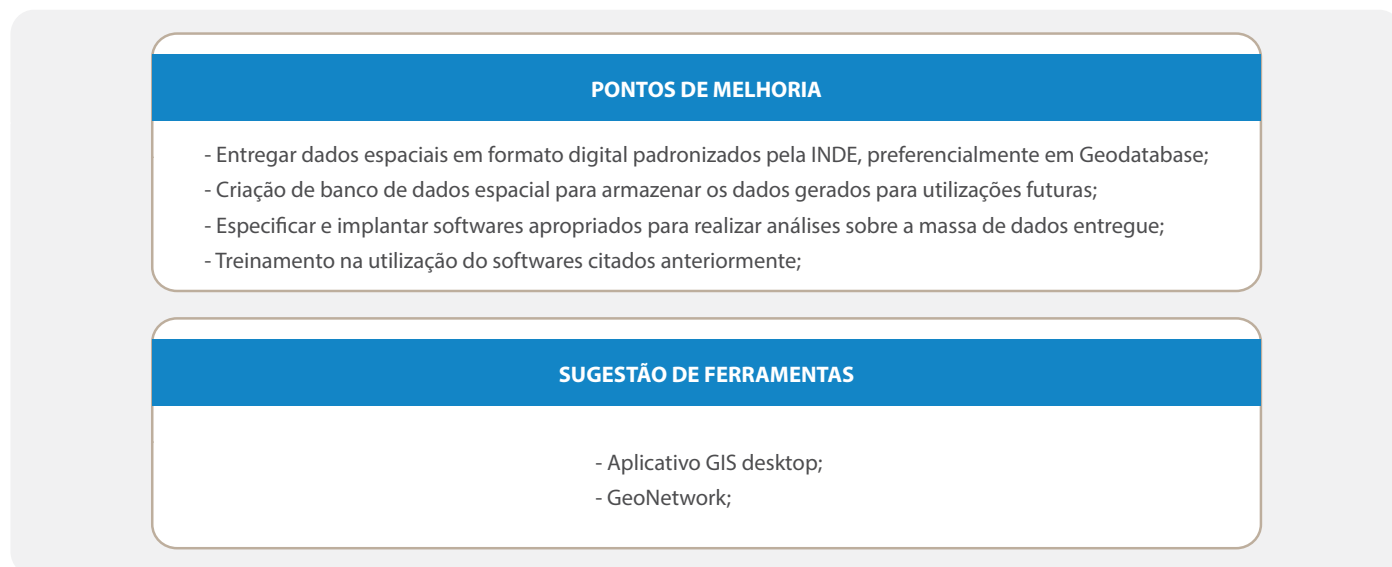 PONTOS DE MELHORIA
- Entregar dados espaciais em formato digital padronizados pela INDE, preferencialmente em Geodatabase;
- Criação de banco de dados espacial para armazenar os dados gerados para utilizações futuras;
- Especificar e implantar softwares apropriados para realizar análises sobre a massa de dados entregue;
- Treinamento na utilização do softwares citados anteriormente;
SUGESTÃO DE FERRAMENTAS
- Aplicativo GIS desktop;
- GeoNetwork;